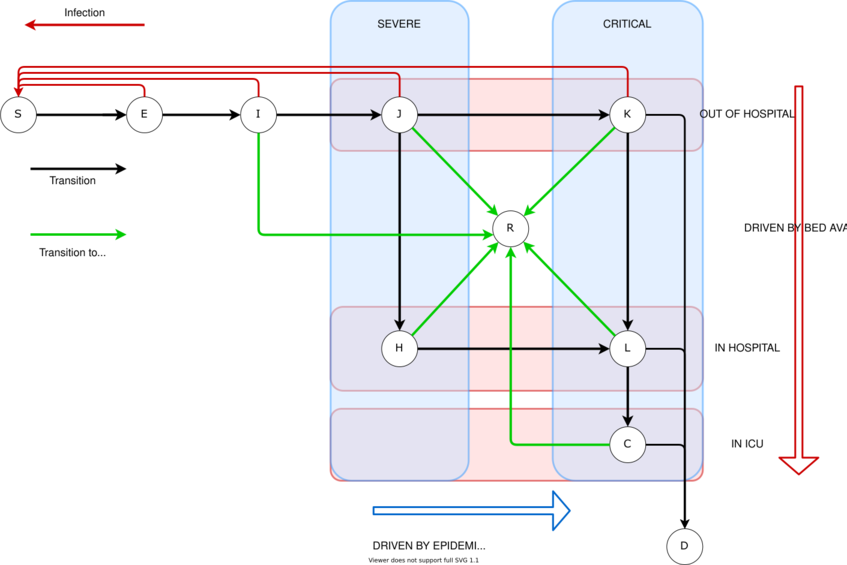 Infection
SEVERE
CRITICAL
S
E
I
J
K
OUT OF HOSPITAL
Transition
R
DRIVEN BY BED AVA
Transition to...
H
L
IN HOSPITAL
C
IN ICU
DRIVEN BY EPIDEMI...
D
Viewer does not support full SVG 1.1